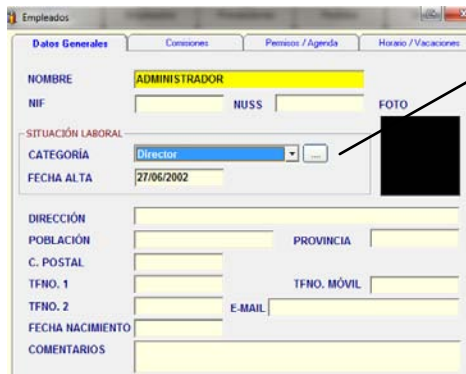 Empleados
Datos Generales
Comisiones
Permisos / Agenda
Horario / Vacaciones
NOMBRE ADMINISTRADOR
NIF NUSS FOTO
SITUACIÓN LABORAL
CATEGORÍA Director ...
FECHA ALTA 27/06/2002
DIRECCIÓN
POBLACIÓN PROVINCIA
C. POSTAL
TFNO. 1 TFNO. MÓVIL
TFNO. 2 E-MAIL
FECHA NACIMIENTO
COMENTARIOS